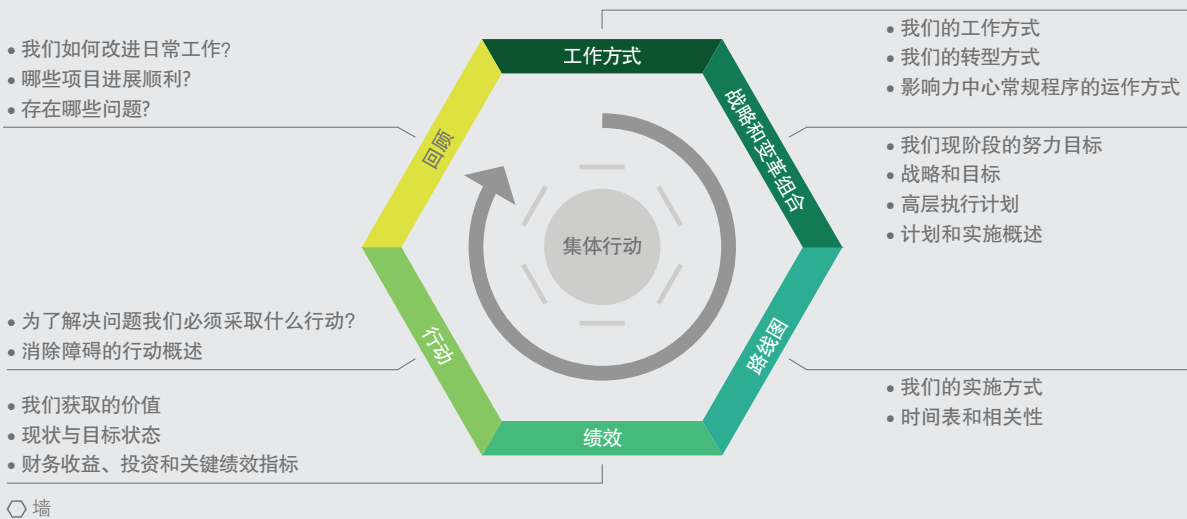 工作方式
• 我们的工作方式
• 我们的转型方式
• 影响力中心常规程序的运作方式
战略和变革组合
• 我们现阶段的努力目标
• 战略和目标
• 高层执行计划
• 计划和实施概述
路线图
• 我们的实施方式
• 时间表和相关性
绩效
• 我们获取的价值
• 现状与目标状态
• 财务收益、投资和关键绩效指标
行动
• 为了解决问题我们必须采取什么行动?
• 消除障碍的行动概述
回顾
• 我们如何改进日常工作?
• 哪些项目进展顺利?
• 存在哪些问题?
集体行动
墙